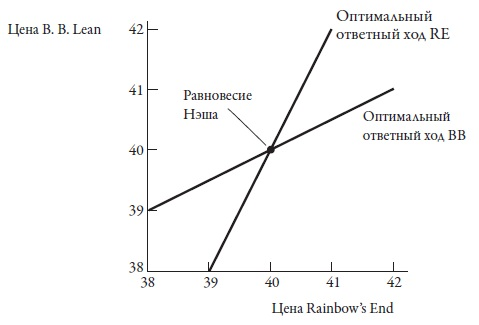 Цена B. B. Lean
42
Оптимальный
ответный ход RE
41
Равновесие
Нэша
Оптимальный
ответный ход BB
40
39
38
38 39 40 41 42
Цена Rainbow's End